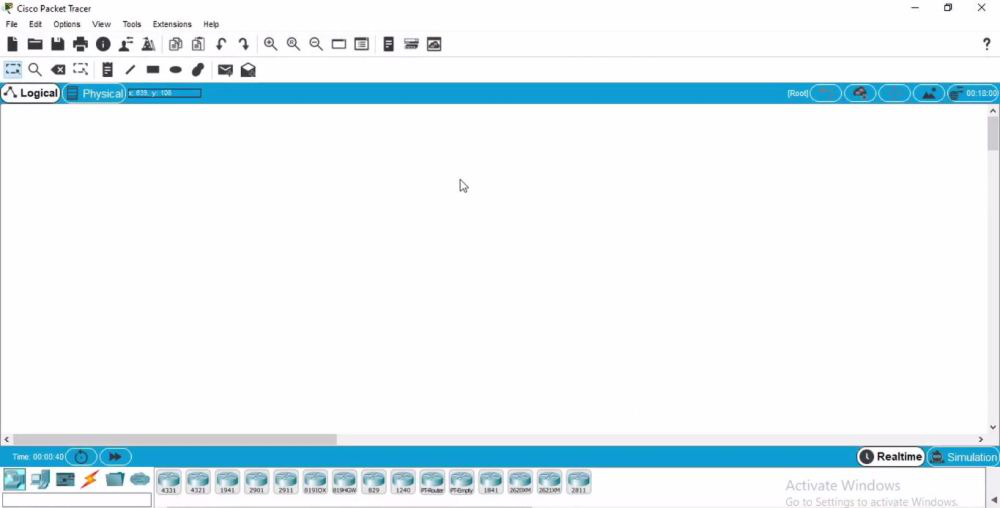 Cisco Packet Tracer
File Edit Options View Tools Extensions Help
?
Logical Physical x: 639, y: 108 [Root] 00:18:00
Time: 00:00:40 Realtime Simulation
4331 4321 1941 2901 2911 819IOX 819HGW 829 1240 PT-Router PT-Empty 1841 2620XM 2621XM 2811
Activate Windows
Go to Settings to activate Windows.